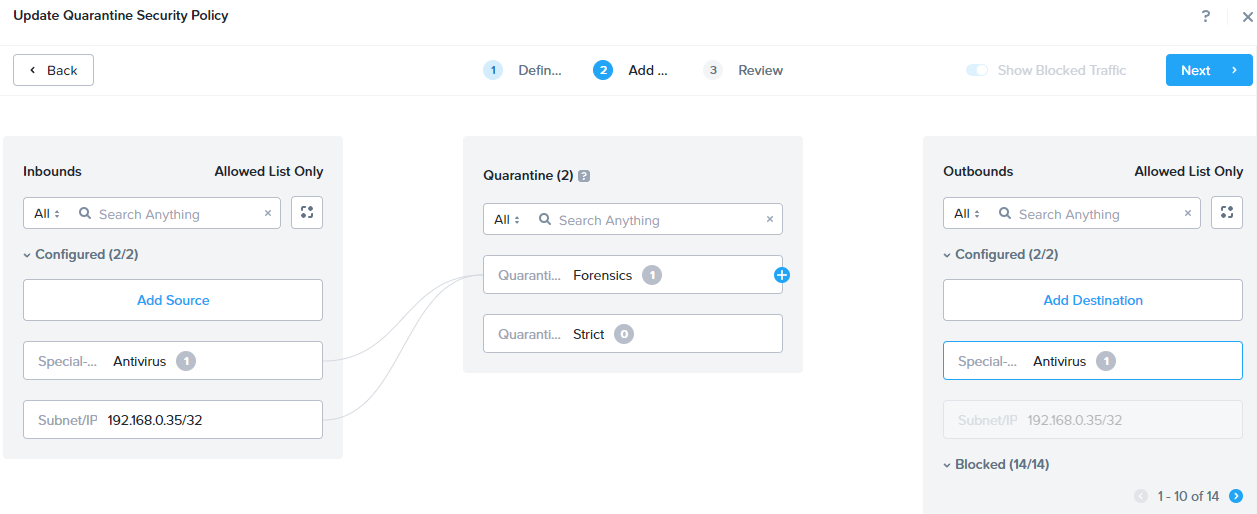 Update Quarantine Security Policy
?
×
Back
1 Defin...
2 Add ...
3 Review
Show Blocked Traffic
Next
Inbounds
Allowed List Only
All
Search Anything
×
Configured (2/2)
Add Source
Special-... Antivirus 1
Subnet/IP 192.168.0.35/32
Quarantine (2) ?
All
Search Anything
×
Quaranti... Forensics 1
Quaranti... Strict 0
Outbounds
Allowed List Only
All
Search Anything
×
Configured (2/2)
Add Destination
Special-... Antivirus 1
Subnet/IP 192.168.0.35/32
Blocked (14/14)
1 - 10 of 14